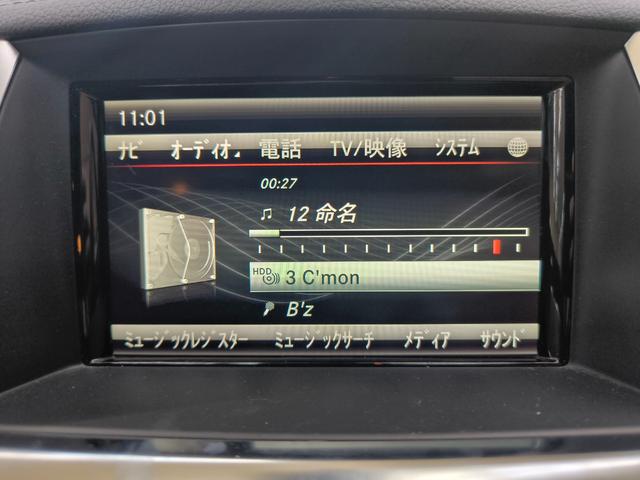 11:01
ナビ オーディオ 電話 TV/映像 システム
00:27
12 命名
HDD 3 C'mon
B'z
ミュージックレジスター ミュージックサーチ メディア サウンド